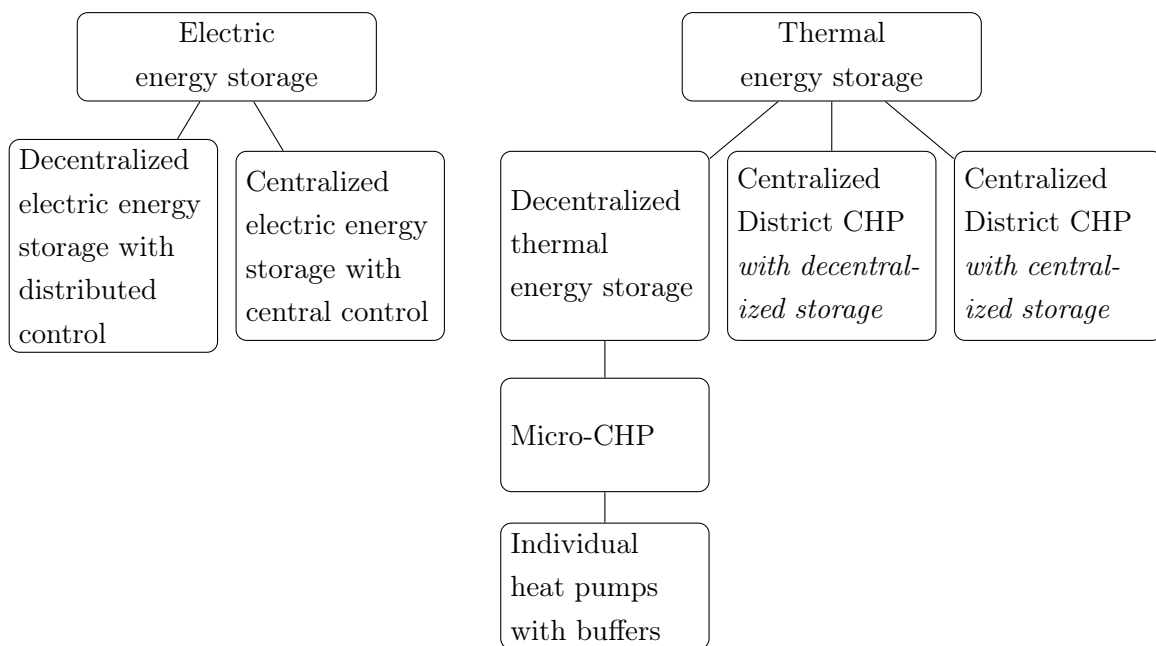 Electric
energy storage
Thermal
energy storage
Decentralized
electric energy
storage with
distributed
control
Centralized
electric energy
storage with
central control
Decentralized
thermal
energy storage
Centralized
District CHP
with decentral-
ized storage
Centralized
District CHP
with central-
ized storage
Micro-CHP
Individual
heat pumps
with buffers